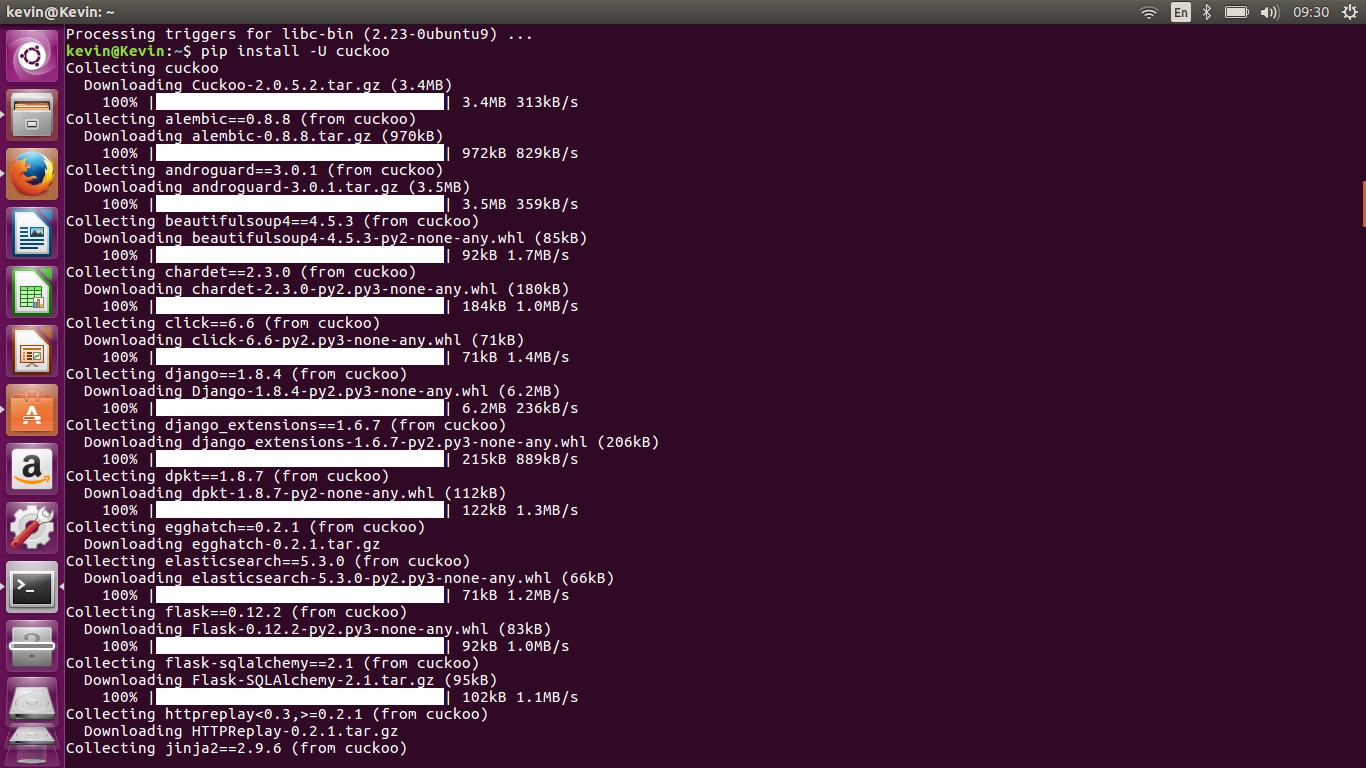 kevin@Kevin: ~
En
09:30
Processing triggers for libc-bin (2.23-0ubuntu9) ...
kevin@Kevin:~$ pip install -U cuckoo
Collecting cuckoo
  Downloading Cuckoo-2.0.5.2.tar.gz (3.4MB)
    100% |████████████████████████████████| 3.4MB 313kB/s
Collecting alembic==0.8.8 (from cuckoo)
  Downloading alembic-0.8.8.tar.gz (970kB)
    100% |████████████████████████████████| 972kB 829kB/s
Collecting androguard==3.0.1 (from cuckoo)
  Downloading androguard-3.0.1.tar.gz (3.5MB)
    100% |████████████████████████████████| 3.5MB 359kB/s
Collecting beautifulsoup4==4.5.3 (from cuckoo)
  Downloading beautifulsoup4-4.5.3-py2-none-any.whl (85kB)
    100% |████████████████████████████████| 92kB 1.7MB/s
Collecting chardet==2.3.0 (from cuckoo)
  Downloading chardet-2.3.0-py2.py3-none-any.whl (180kB)
    100% |████████████████████████████████| 184kB 1.0MB/s
Collecting click==6.6 (from cuckoo)
  Downloading click-6.6-py2.py3-none-any.whl (71kB)
    100% |████████████████████████████████| 71kB 1.4MB/s
Collecting django==1.8.4 (from cuckoo)
  Downloading Django-1.8.4-py2.py3-none-any.whl (6.2MB)
    100% |████████████████████████████████| 6.2MB 236kB/s
Collecting django_extensions==1.6.7 (from cuckoo)
  Downloading django_extensions-1.6.7-py2.py3-none-any.whl (206kB)
    100% |████████████████████████████████| 215kB 889kB/s
Collecting dpkt==1.8.7 (from cuckoo)
  Downloading dpkt-1.8.7-py2-none-any.whl (112kB)
    100% |████████████████████████████████| 122kB 1.3MB/s
Collecting egghatch==0.2.1 (from cuckoo)
  Downloading egghatch-0.2.1.tar.gz
Collecting elasticsearch==5.3.0 (from cuckoo)
  Downloading elasticsearch-5.3.0-py2.py3-none-any.whl (66kB)
    100% |████████████████████████████████| 71kB 1.2MB/s
Collecting flask==0.12.2 (from cuckoo)
  Downloading Flask-0.12.2-py2.py3-none-any.whl (83kB)
    100% |████████████████████████████████| 92kB 1.0MB/s
Collecting flask-sqlalchemy==2.1 (from cuckoo)
  Downloading Flask-SQLAlchemy-2.1.tar.gz (95kB)
    100% |████████████████████████████████| 102kB 1.1MB/s
Collecting httpreplay<0.3,>=0.2.1 (from cuckoo)
  Downloading HTTPReplay-0.2.1.tar.gz
Collecting jinja2==2.9.6 (from cuckoo)